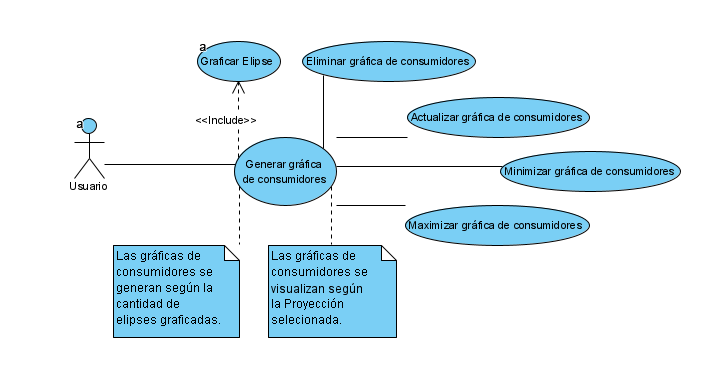 a
Graficar Elipse
Eliminar gráfica de consumidores
<<Include>>
Actualizar gráfica de consumidores
a
Usuario
Generar gráfica
de consumidores
Minimizar gráfica de consumidores
Maximizar gráfica de consumidores
Las gráficas de
consumidores se
generan según la
cantidad de
elipses graficadas.
Las gráficas de
consumidores se
visualizan según
la Proyección
selecionada.